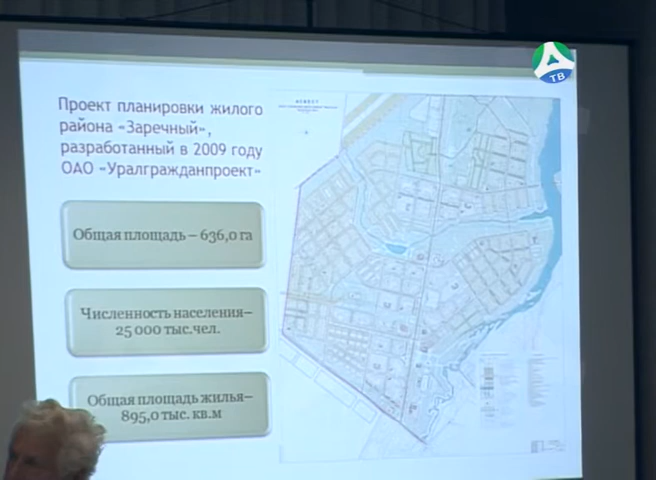 ТВ
Проект планировки жилого
района «Заречный»,
разработанный в 2009 году
ОАО «Уралгражданпроект»
Общая площадь – 636,0 га
Численность населения–
25 000 тыс.чел.
Общая площадь жилья–
895,0 тыс. кв.м